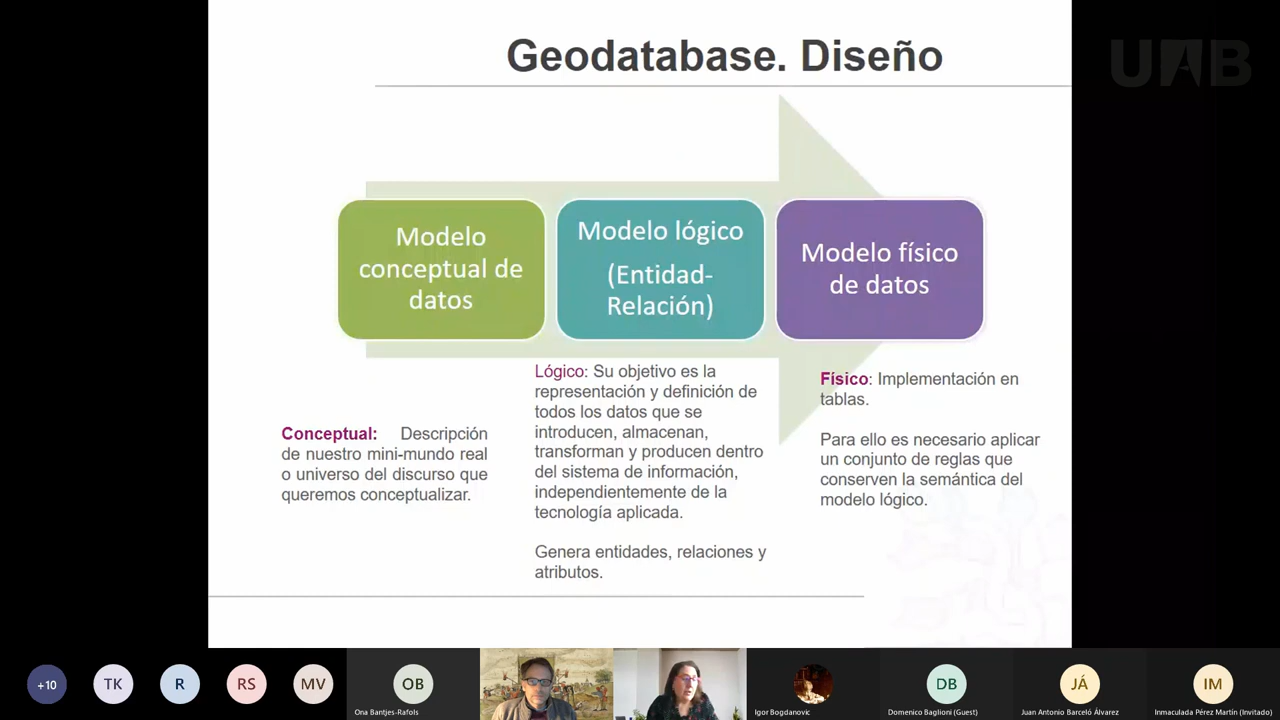 Geodatabase. Diseño
UAB
Modelo
conceptual de
datos
Modelo lógico
(Entidad-
Relación)
Modelo físico
de datos
Conceptual: Descripción
de nuestro mini-mundo real
o universo del discurso que
queremos conceptualizar.
Lógico: Su objetivo es la
representación y definición de
todos los datos que se
introducen, almacenan,
transforman y producen dentro
del sistema de información,
independientemente de la
tecnología aplicada.
Genera entidades, relaciones y
atributos.
Físico: Implementación en
tablas.
Para ello es necesario aplicar
un conjunto de reglas que
conserven la semántica del
modelo lógico.
+10
TK
R
RS
MV
OB
Ona Bantjes-Rafols
Igor Bogdanovic
DB
Domenico Baglioni (Guest)
JÁ
Juan Antonio Barceló Álvarez
IM
Inmaculada Pérez Martín (Invitado)